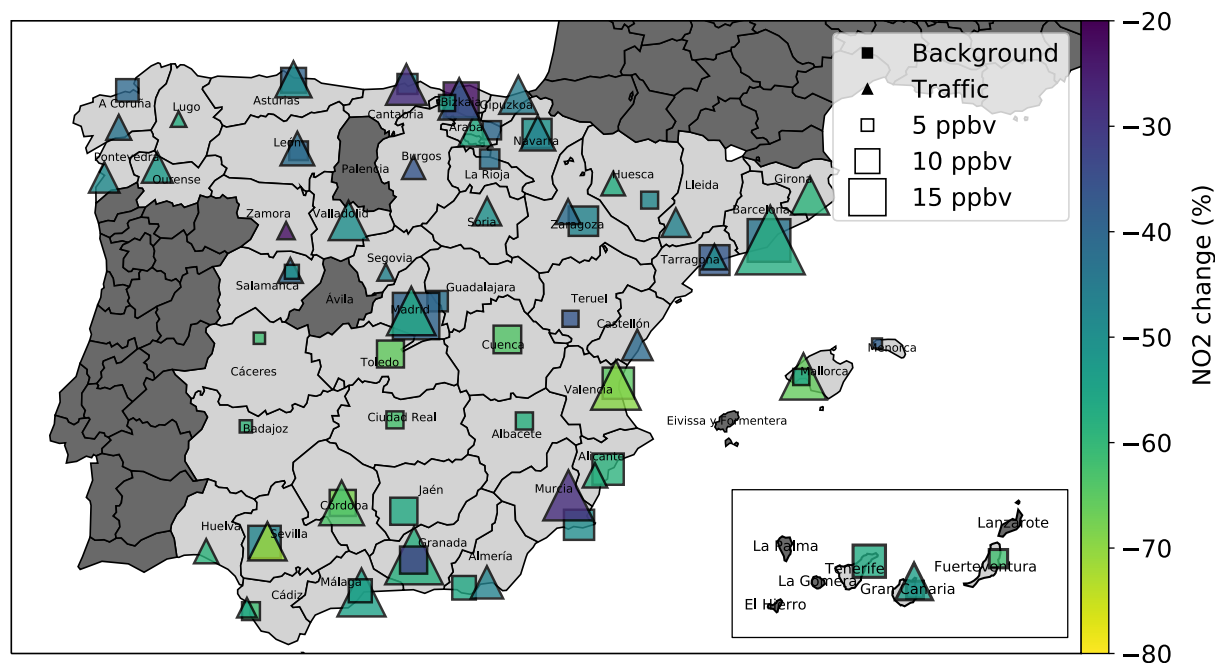 Background
Traffic
5 ppbv
10 ppbv
15 ppbv
A Coruña
Lugo
Asturias
Cantabria
Bizkaia
Gipuzkoa
Araba
Navarra
Pontevedra
Ourense
León
Palencia
Burgos
La Rioja
Huesca
Lleida
Girona
Zamora
Valladolid
Soria
Zaragoza
Barcelona
Tarragona
Salamanca
Ávila
Segovia
Guadalajara
Madrid
Teruel
Castellón
Cáceres
Toledo
Cuenca
Valencia
Menorca
Mallorca
Eivissa y Formentera
Badajoz
Ciudad Real
Albacete
Alicante
Murcia
Huelva
Sevilla
Córdoba
Jaén
Granada
Almería
Málaga
Cádiz
La Palma
Tenerife
La Gomera
El Hierro
Gran Canaria
Fuerteventura
Lanzarote
−20
−30
−40
−50
−60
−70
−80
NO2 change (%)